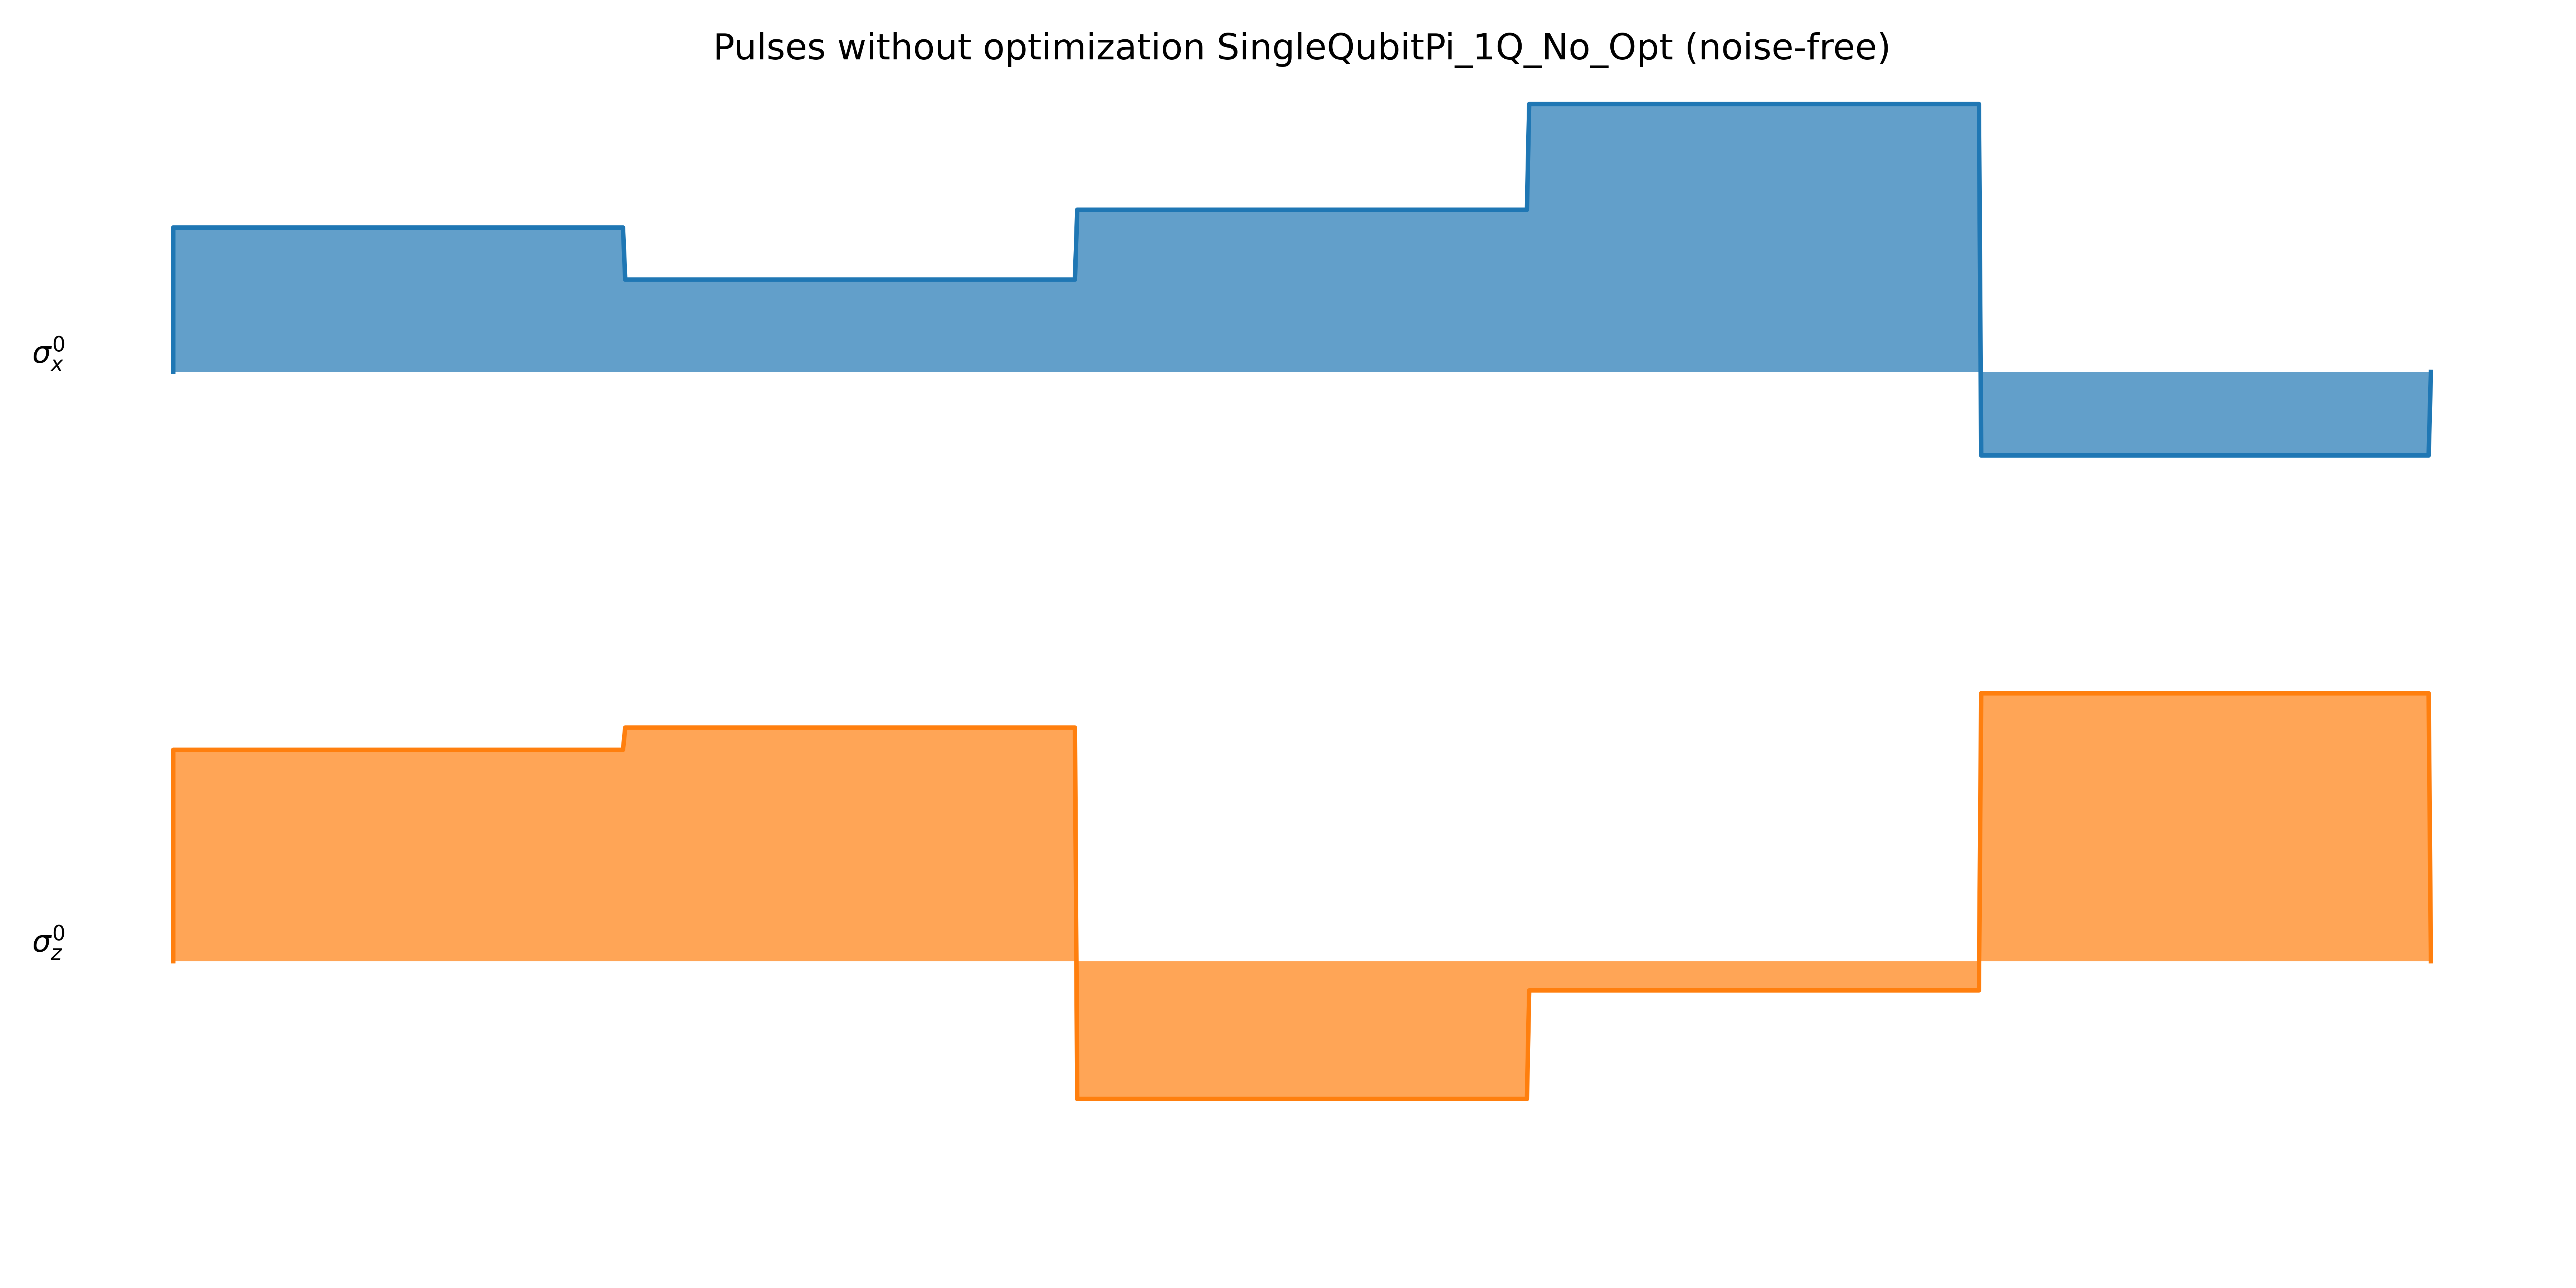 Pulses without optimization SingleQubitPi_1Q_No_Opt (noise-free)
σ_x^0
σ_z^0